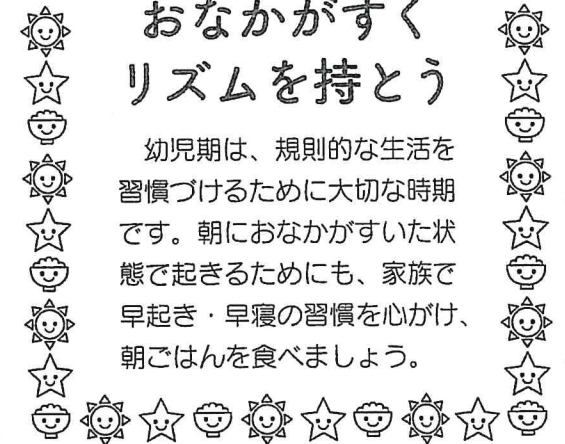 おなかがすく
リズムを持とう
幼児期は、規則的な生活を
習慣づけるために大切な時期
です。朝におなかがすいた状
態で起きるためにも、家族で
早起き・早寝の習慣を心がけ、
朝ごはんを食べましょう。